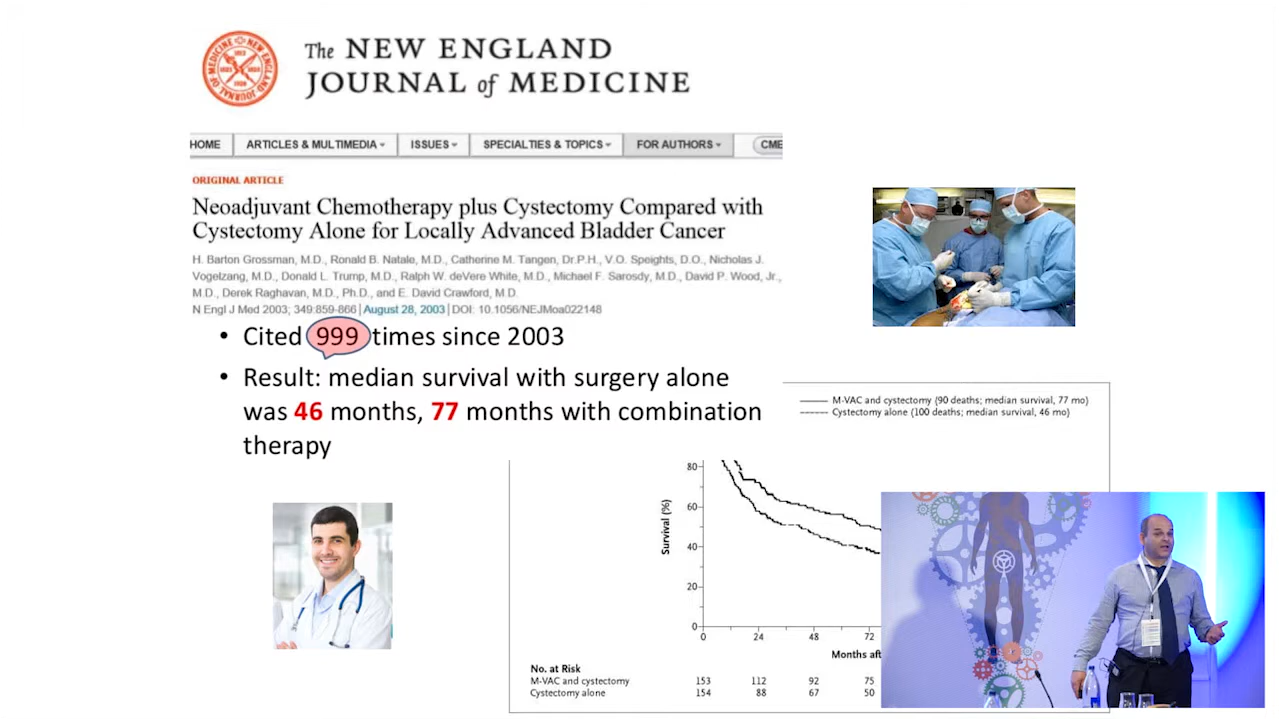 The NEW ENGLAND
JOURNAL of MEDICINE
HOME ARTICLES & MULTIMEDIA ISSUES SPECIALTIES & TOPICS FOR AUTHORS CME
ORIGINAL ARTICLE
Neoadjuvant Chemotherapy plus Cystectomy Compared with
Cystectomy Alone for Locally Advanced Bladder Cancer
H. Barton Grossman, M.D., Ronald B. Natale, M.D., Catherine M. Tangen, Dr.P.H., V.O. Speights, D.O., Nicholas J.
Vogelzang, M.D., Donald L. Trump, M.D., Ralph W. deVere White, M.D., Michael F. Sarosdy, M.D., David P. Wood, Jr.,
M.D., Derek Raghavan, M.D., Ph.D., and E. David Crawford, M.D.
N Engl J Med 2003; 349:859-866 | August 28, 2003 | DOI: 10.1056/NEJMoa022148
• Cited 999 times since 2003
• Result: median survival with surgery alone
was 46 months, 77 months with combination
therapy
M-VAC and cystectomy (90 deaths; median survival, 77 mo)
Cystectomy alone (100 deaths; median survival, 46 mo)
Survival (%)
80
60
40
20
0
0 24 48 72
Months af
No. at Risk
M-VAC and cystectomy 153 112 92 75
Cystectomy alone 154 88 67 50